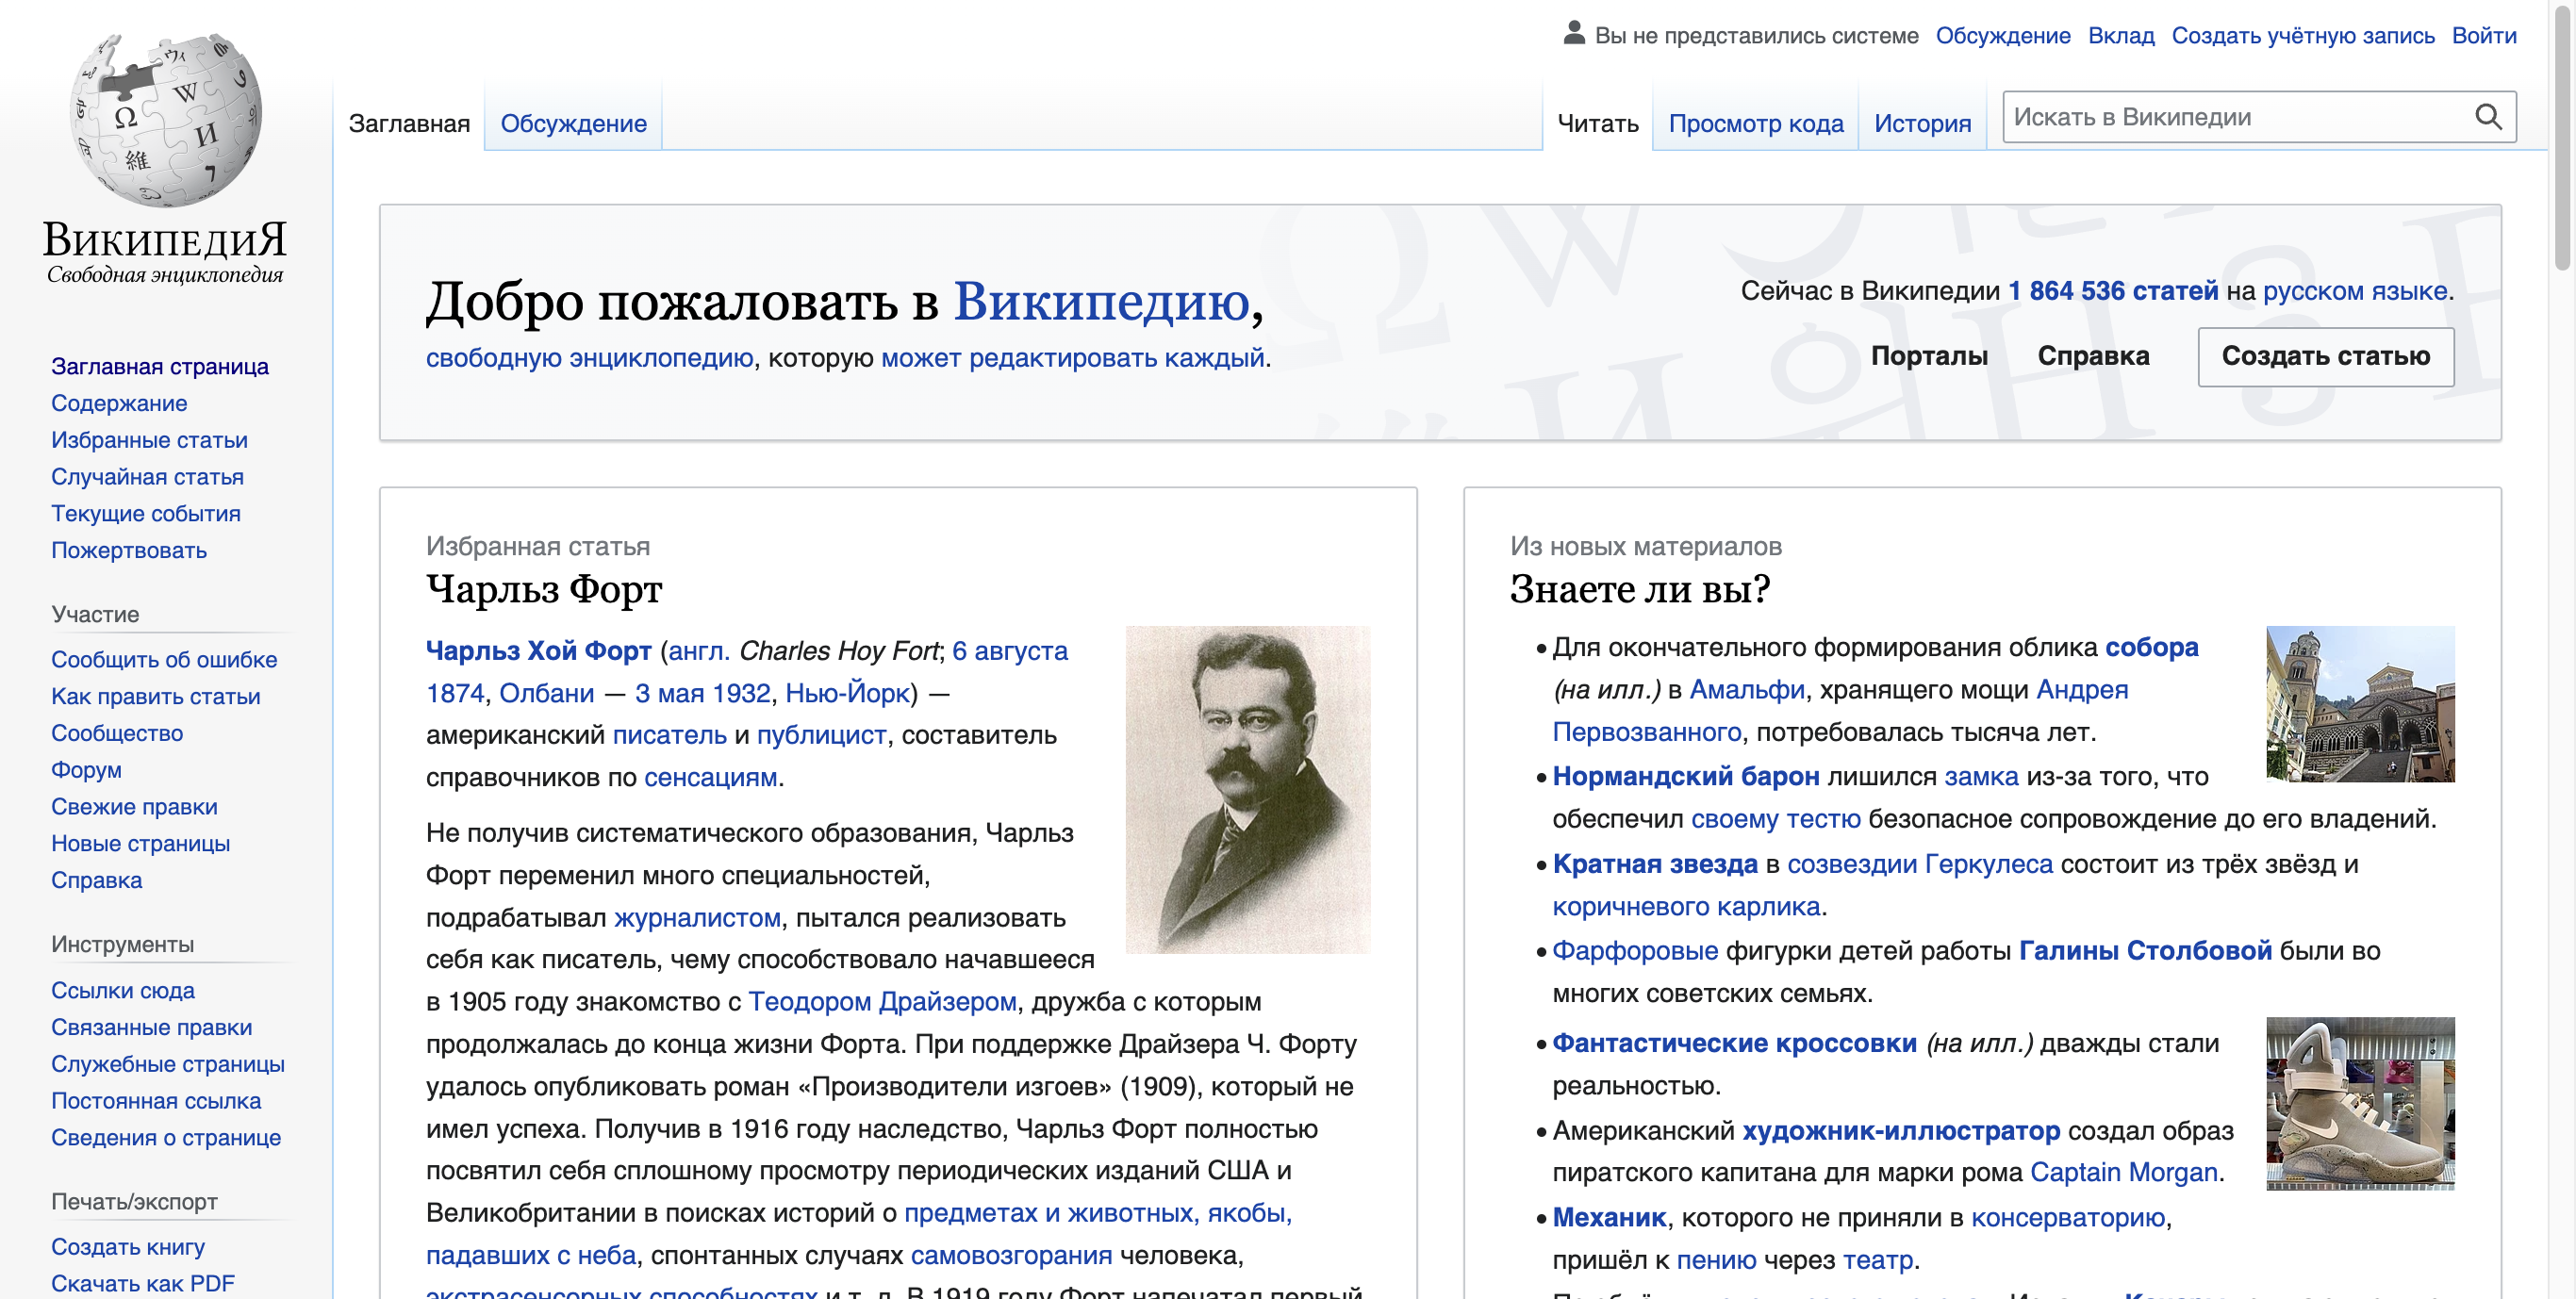 ВикипедиЯ
Свободная энциклопедия
Вы не представились системе Обсуждение Вклад Создать учётную запись Войти
Заглавная Обсуждение Читать Просмотр кода История Искать в Википедии
Заглавная страница
Содержание
Избранные статьи
Случайная статья
Текущие события
Пожертвовать
Участие
Сообщить об ошибке
Как править статьи
Сообщество
Форум
Свежие правки
Новые страницы
Справка
Инструменты
Ссылки сюда
Связанные правки
Служебные страницы
Постоянная ссылка
Сведения о странице
Печать/экспорт
Создать книгу
Скачать как PDF
Добро пожаловать в Википедию,
свободную энциклопедию, которую может редактировать каждый.
Сейчас в Википедии 1 864 536 статей на русском языке.
Порталы Справка Создать статью
Избранная статья
Чарльз Форт
Чарльз Хой Форт (англ. Charles Hoy Fort; 6 августа
1874, Олбани — 3 мая 1932, Нью-Йорк) —
американский писатель и публицист, составитель
справочников по сенсациям.
Не получив систематического образования, Чарльз
Форт переменил много специальностей,
подрабатывал журналистом, пытался реализовать
себя как писатель, чему способствовало начавшееся
в 1905 году знакомство с Теодором Драйзером, дружба с которым
продолжалась до конца жизни Форта. При поддержке Драйзера Ч. Форту
удалось опубликовать роман «Производители изгоев» (1909), который не
имел успеха. Получив в 1916 году наследство, Чарльз Форт полностью
посвятил себя сплошному просмотру периодических изданий США и
Великобритании в поисках историй о предметах и животных, якобы,
падавших с неба, спонтанных случаях самовозгорания человека,
экстрасенсорных способностях и т. д. В 1919 году Форт напечатал первый
Из новых материалов
Знаете ли вы?
• Для окончательного формирования облика собора
(на илл.) в Амальфи, хранящего мощи Андрея
Первозванного, потребовалась тысяча лет.
• Нормандский барон лишился замка из-за того, что
обеспечил своему тестю безопасное сопровождение до его владений.
• Кратная звезда в созвездии Геркулеса состоит из трёх звёзд и
коричневого карлика.
• Фарфоровые фигурки детей работы Галины Столбовой были во
многих советских семьях.
• Фантастические кроссовки (на илл.) дважды стали
реальностью.
• Американский художник-иллюстратор создал образ
пиратского капитана для марки рома Captain Morgan.
• Механик, которого не приняли в консерваторию,
пришёл к пению через театр.